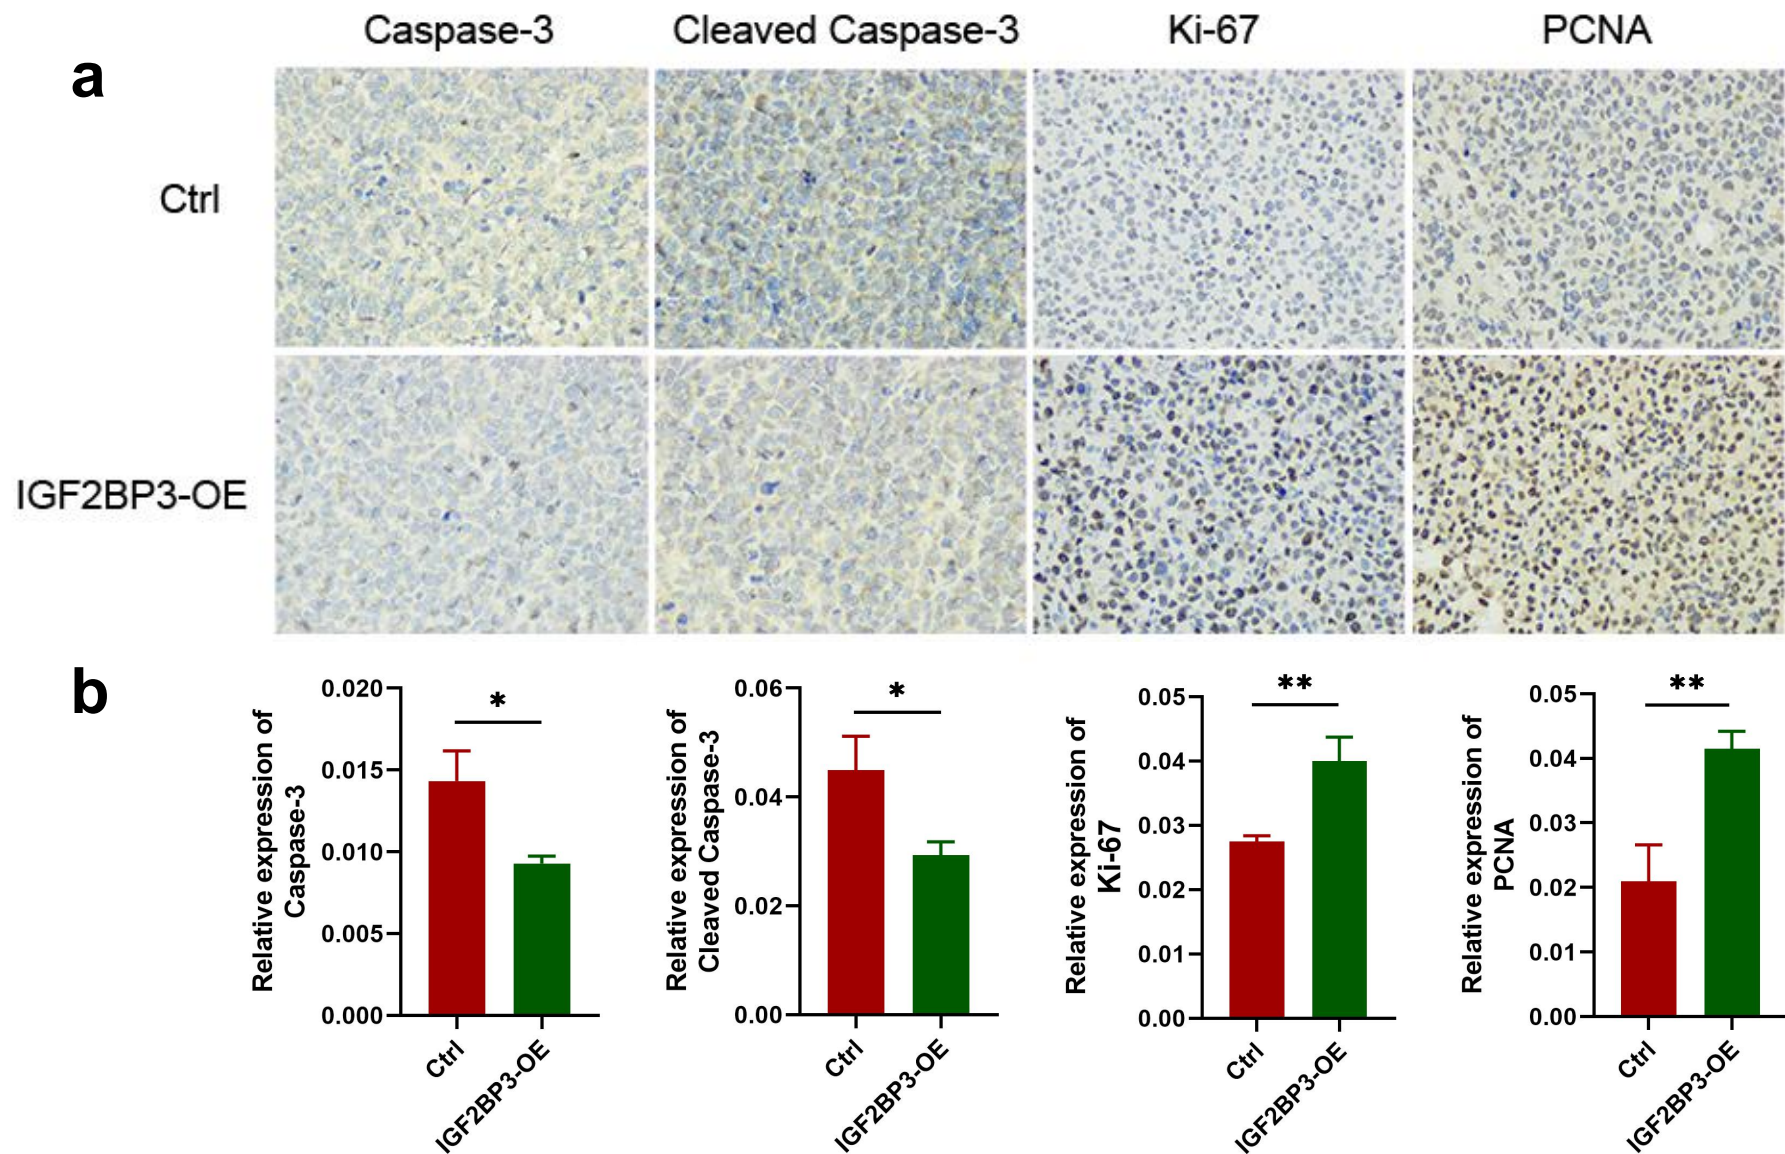 Caspase-3 Cleaved Caspase-3 Ki-67 PCNA
a
Ctrl
IGF2BP3-OE
b
Relative expression of
Caspase-3
0.020
0.015
0.010
0.005
0.000
*
Ctrl
IGF2BP3-OE
Relative expression of
Cleaved Caspase-3
0.06
0.04
0.02
0.00
*
Ctrl
IGF2BP3-OE
Relative expression of
Ki-67
0.05
0.04
0.03
0.02
0.01
0.00
**
Ctrl
IGF2BP3-OE
Relative expression of
PCNA
0.05
0.04
0.03
0.02
0.01
0.00
**
Ctrl
IGF2BP3-OE